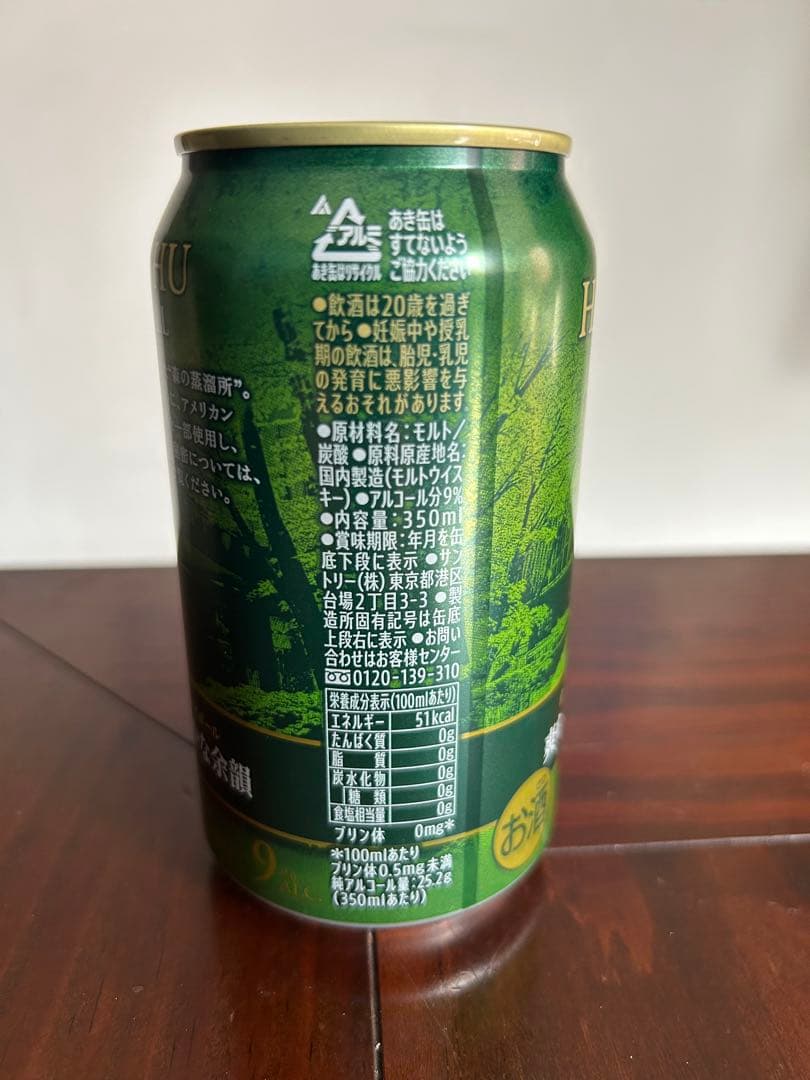 HU
L
森の蒸溜所”。
アメリカン
一部使用し、
については、
ください。
アルミ
あき缶はリサイクル
あき缶は
すてないよう
ご協力ください
●飲酒は20歳を過ぎ
てから ●妊娠中や授乳
期の飲酒は、胎児・乳児
の発育に悪影響を与
えるおそれがあります。
●原材料名：モルト/
炭酸 ●原料原産地名：
国内製造(モルトウイス
キー) ●アルコール分9%
●内容量：350ml
●賞味期限：年月を缶
底下段に表示 ●サン
トリー(株) 東京都港区
台場2丁目3-3 ●製
造所固有記号は缶底
上段右に表示 ●お問い
合わせはお客様センター
0120-139-310
栄養成分表示(100mlあたり)
エネルギー 51kcal
たんぱく質 0g
脂質 0g
炭水化物 0g
糖類 0g
食塩相当量 0g
プリン体 0mg*
*100mlあたり
プリン体0.5mg未満
純アルコール量：25.2g
(350mlあたり)
な余韻
9
お酒
H